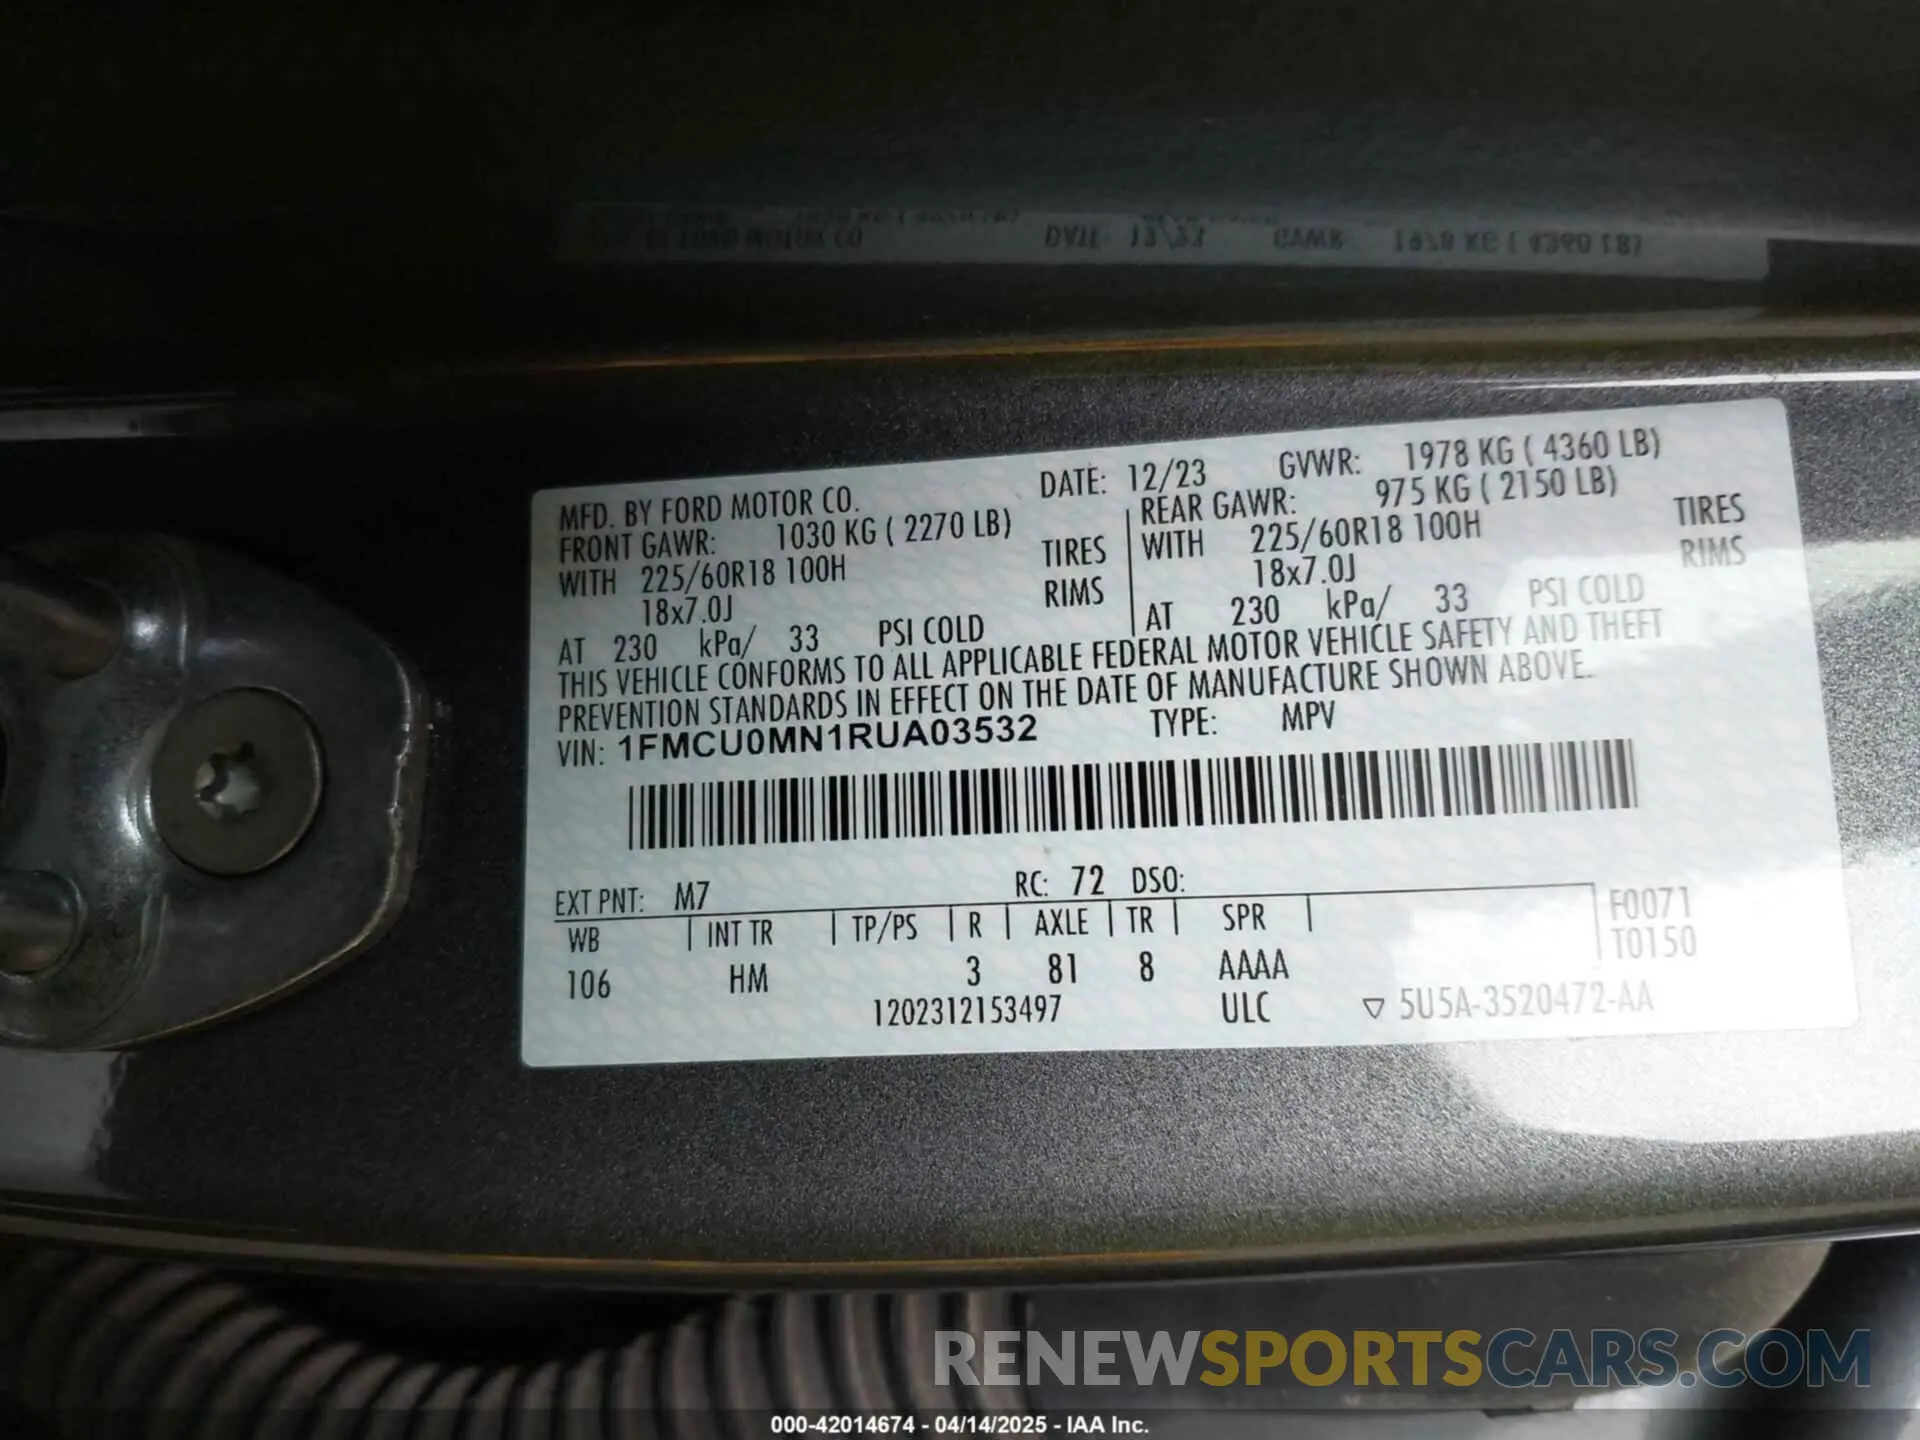 MFD. BY FORD MOTOR CO. DATE: 12/23 GVWR: 1978 KG ( 4360 LB)
FRONT GAWR: 1030 KG ( 2270 LB) REAR GAWR: 975 KG ( 2150 LB)
WITH 225/60R18 100H TIRES WITH 225/60R18 100H TIRES
18x7.0J RIMS 18x7.0J RIMS
AT 230 kPa/ 33 PSI COLD AT 230 kPa/ 33 PSI COLD
THIS VEHICLE CONFORMS TO ALL APPLICABLE FEDERAL MOTOR VEHICLE SAFETY AND THEFT
PREVENTION STANDARDS IN EFFECT ON THE DATE OF MANUFACTURE SHOWN ABOVE.
VIN: 1FMCU0MN1RUA03532 TYPE: MPV
EXT PNT: M7 RC: 72 DSO:
WB INT TR TP/PS R AXLE TR SPR F0071
T0150
106 HM 3 81 8 AAAA
1202312153497 ULC ▽ 5U5A-3520472-AA
RENEWSPORTSCARS.COM
000-42014674 - 04/14/2025 - IAA Inc.